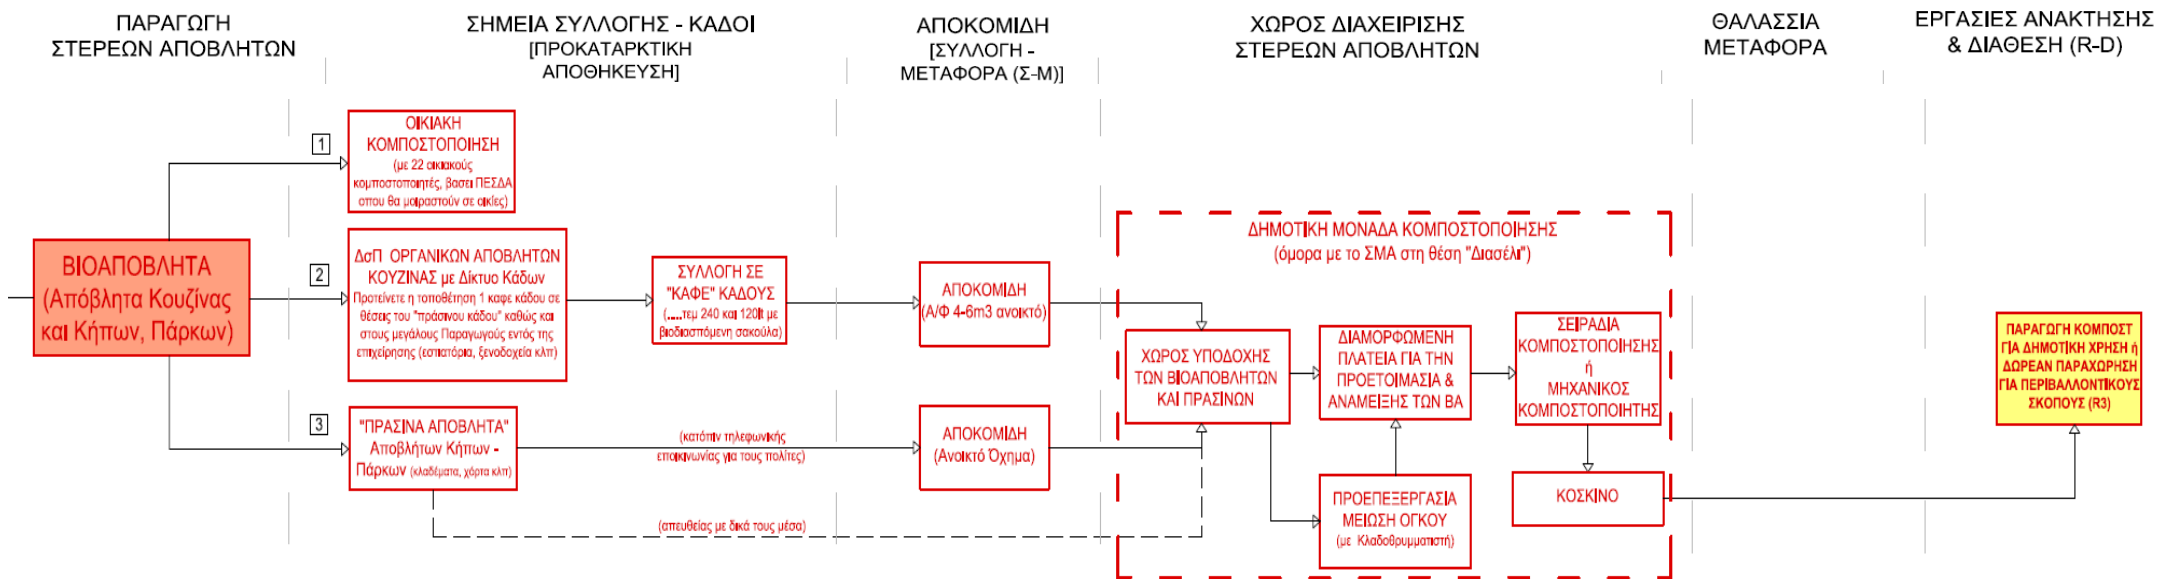 ΠΑΡΑΓΩΓΗ
ΣΤΕΡΕΩΝ ΑΠΟΒΛΗΤΩΝ
ΣΗΜΕΙΑ ΣΥΛΛΟΓΗΣ - ΚΑΔΟΙ
[ΠΡΟΚΑΤΑΡΚΤΙΚΗ
ΑΠΟΘΗΚΕΥΣΗ]
ΑΠΟΚΟΜΙΔΗ
[ΣΥΛΛΟΓΗ -
ΜΕΤΑΦΟΡΑ (Σ-Μ)]
ΧΩΡΟΣ ΔΙΑΧΕΙΡΙΣΗΣ
ΣΤΕΡΕΩΝ ΑΠΟΒΛΗΤΩΝ
ΘΑΛΑΣΣΙΑ
ΜΕΤΑΦΟΡΑ
ΕΡΓΑΣΙΕΣ ΑΝΑΚΤΗΣΗΣ
& ΔΙΑΘΕΣΗ (R-D)
ΒΙΟΑΠΟΒΛΗΤΑ
(Απόβλητα Κουζίνας
και Κήπων, Πάρκων)
1
ΟΙΚΙΑΚΗ
ΚΟΜΠΟΣΤΟΠΟΙΗΣΗ
(με 22 οικιακούς
κομποστοποιητές, βασει ΠΕΣΔΑ
οπου θα μοιραστούν σε οικίες)
2
ΔσΠ ΟΡΓΑΝΙΚΩΝ ΑΠΟΒΛΗΤΩΝ
ΚΟΥΖΙΝΑΣ με Δίκτυο Κάδων
Προτείνετε η τοποθέτηση 1 καφε κάδου σε
θέσεις του "πράσινου κάδου" καθώς και
στους μεγάλους Παραγωγούς εντός της
επιχείρησης (εστιατόρια, ξενοδοχεία κλπ)
ΣΥΛΛΟΓΗ ΣΕ
"ΚΑΦΕ" ΚΑΔΟΥΣ
(.....τεμ 240 και 120lt με
βιοδιασπόμενη σακούλα)
ΑΠΟΚΟΜΙΔΗ
(Α/Φ 4-6m3 ανοικτό)
3
"ΠΡΑΣΙΝΑ ΑΠΟΒΛΗΤΑ"
Αποβλήτων Κήπων -
Πάρκων (κλαδέματα, χόρτα κλπ)
(κατόπιν τηλεφωνικής
εποικινωνίας για τους πολίτες)
ΑΠΟΚΟΜΙΔΗ
(Ανοικτό Όχημα)
(απευθείας με δικά τους μέσα)
ΔΗΜΟΤΙΚΗ ΜΟΝΑΔΑ ΚΟΜΠΟΣΤΟΠΟΙΗΣΗΣ
(όμορα με το ΣΜΑ στη θέση "Διασέλι")
ΧΩΡΟΣ ΥΠΟΔΟΧΗΣ
ΤΩΝ ΒΙΟΑΠΟΒΛΗΤΩΝ
ΚΑΙ ΠΡΑΣΙΝΩΝ
ΔΙΑΜΟΡΦΩΜΕΝΗ
ΠΛΑΤΕΙΑ ΓΙΑ ΤΗΝ
ΠΡΟΕΤΟΙΜΑΣΙΑ &
ΑΝΑΜΕΙΞΗΣ ΤΩΝ ΒΑ
ΣΕΙΡΑΔΙΑ
ΚΟΜΠΟΣΤΟΠΟΙΗΣΗΣ
ή
ΜΗΧΑΝΙΚΟΣ
ΚΟΜΠΟΣΤΟΠΟΙΗΤΗΣ
ΠΡΟΕΠΕΞΕΡΓΑΣΙΑ
ΜΕΙΩΣΗ ΟΓΚΟΥ
(με Κλαδοθρυμματιστή)
ΚΟΣΚΙΝΟ
ΠΑΡΑΓΩΓΗ ΚΟΜΠΟΣΤ
ΓΙΑ ΔΗΜΟΤΙΚΗ ΧΡΗΣΗ ή
ΔΩΡΕΑΝ ΠΑΡΑΧΩΡΗΣΗ
ΓΙΑ ΠΕΡΙΒΑΛΛΟΝΤΙΚΟΥΣ
ΣΚΟΠΟΥΣ (R3)